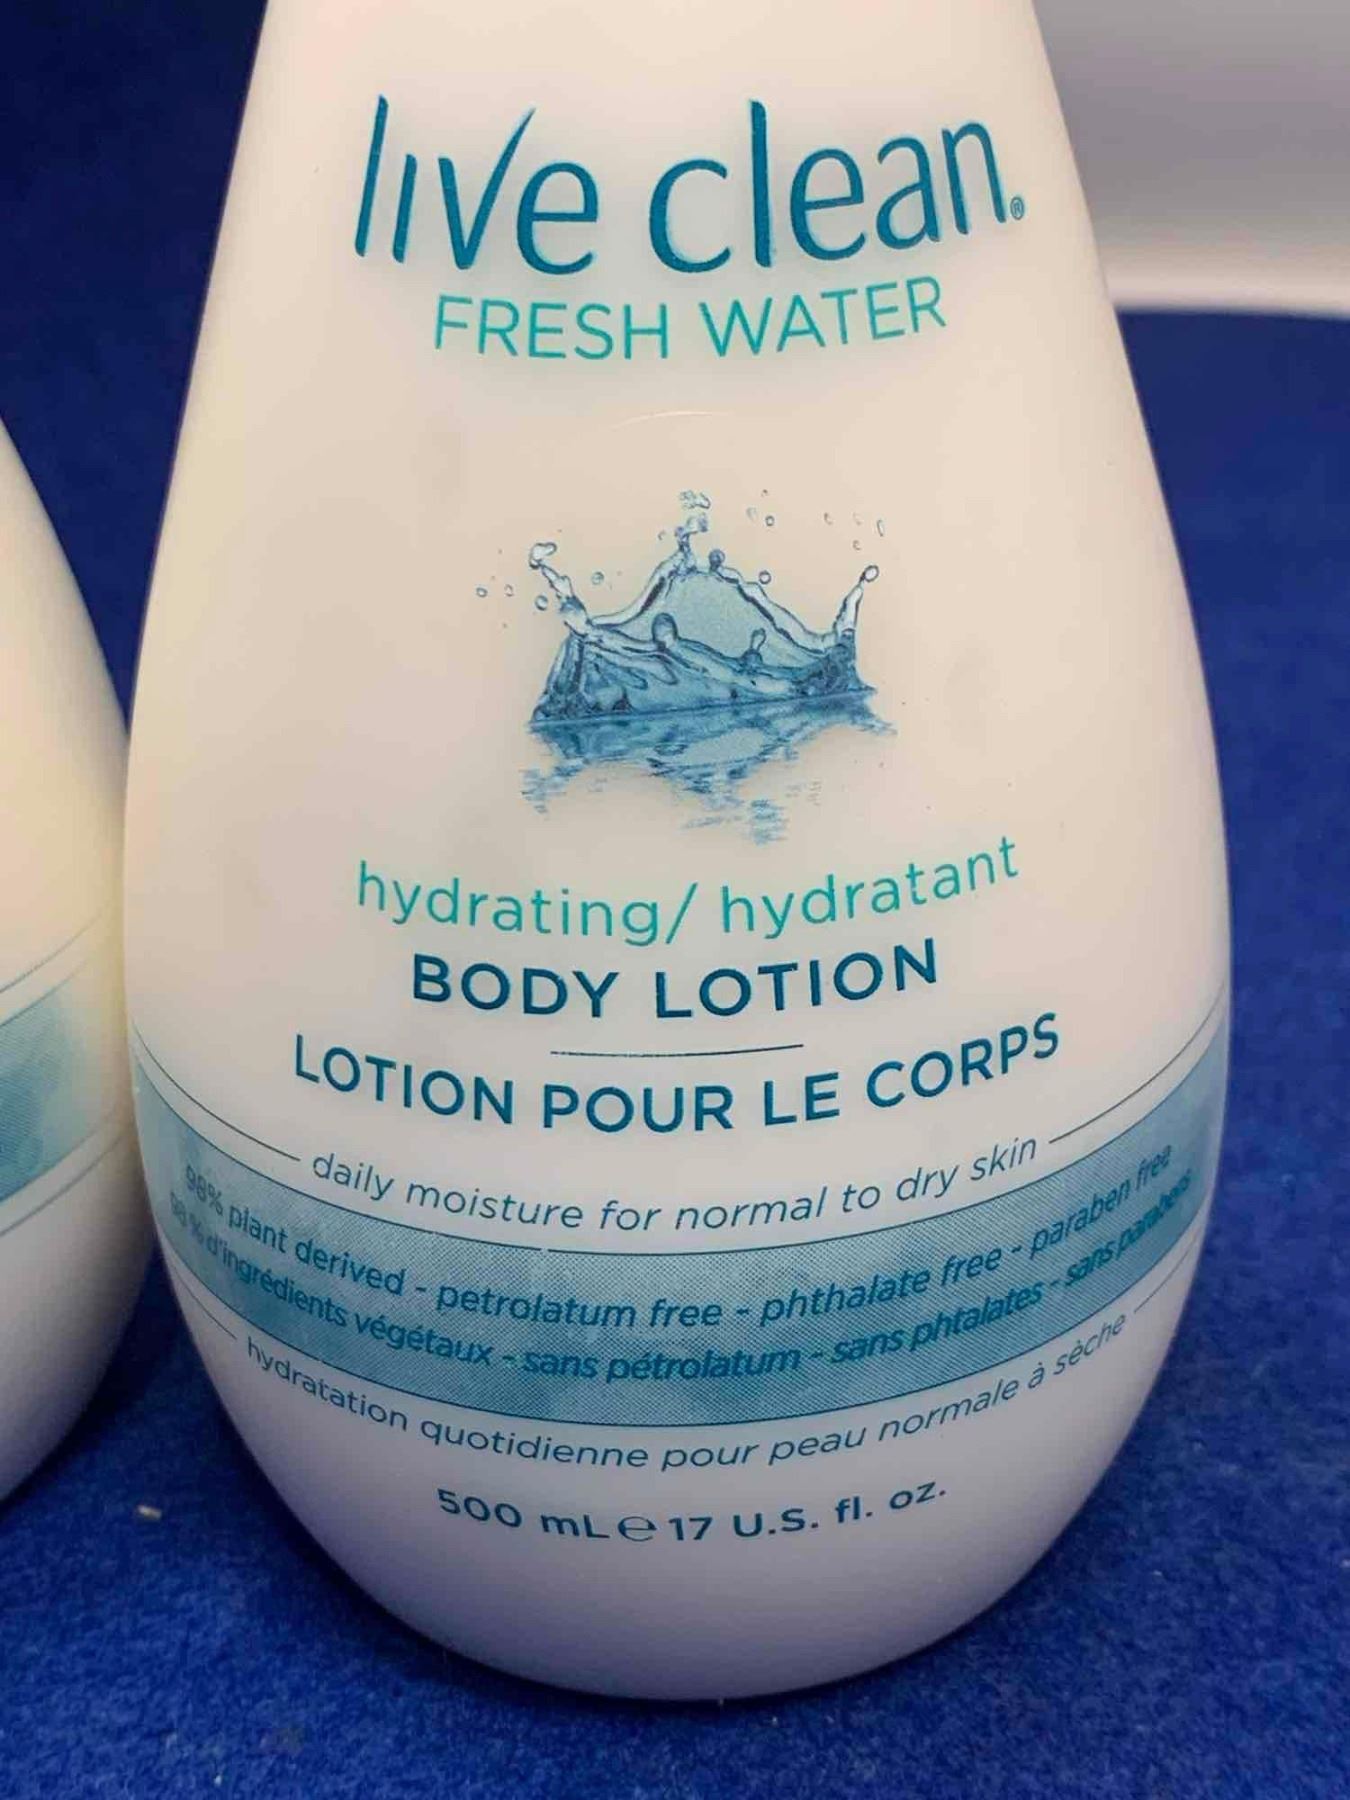 live clean®
FRESH WATER
hydrating/ hydratant
BODY LOTION
LOTION POUR LE CORPS
daily moisture for normal to dry skin
98% plant derived - petrolatum free - phthalate free - paraben free
98 % d'ingrédients végétaux - sans pétrolatum - sans phtalates - sans parabens
hydratation quotidienne pour peau normale à sèche
500 mL ℮ 17 U.S. fl. oz.